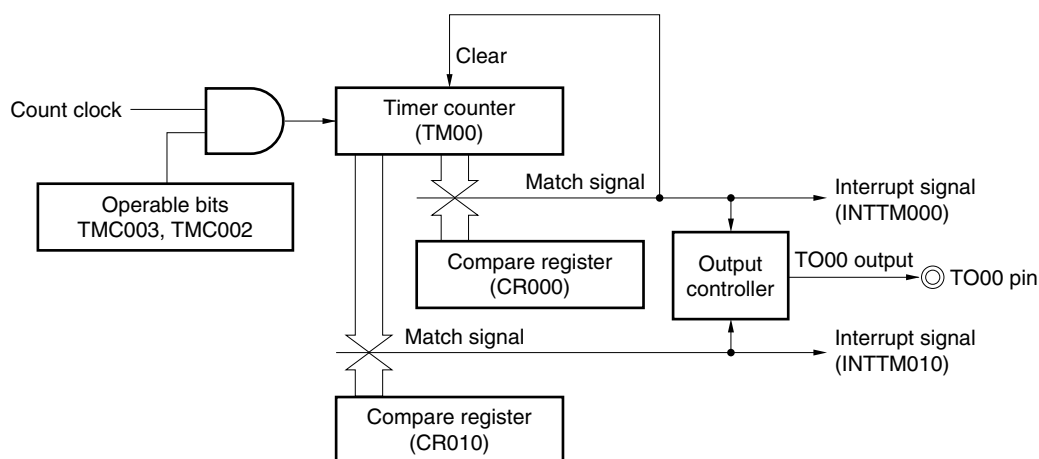 Clear
Count clock
Timer counter
(TM00)
Operable bits
TMC003, TMC002
Match signal
Interrupt signal
(INTTM000)
Compare register
(CR000)
Output
controller
TO00 output
TO00 pin
Match signal
Interrupt signal
(INTTM010)
Compare register
(CR010)